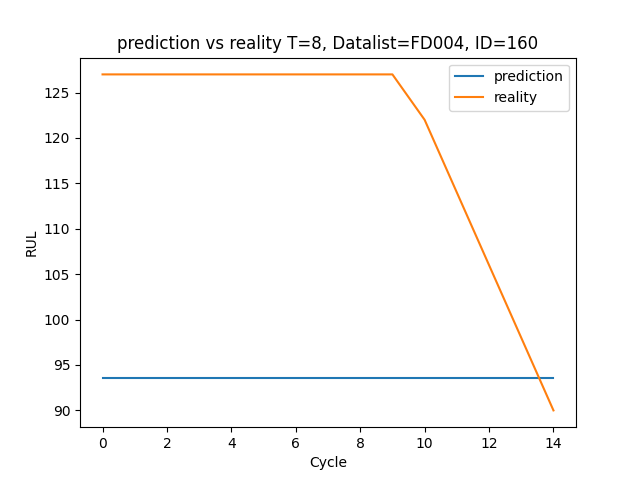 prediction vs reality T=8, Datalist=FD004, ID=160
prediction
reality
RUL
125
120
115
110
105
100
95
90
0 2 4 6 8 10 12 14
Cycle